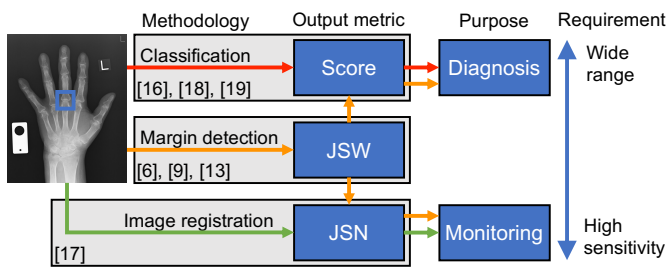 Methodology Output metric Purpose Requirement
Classification Score Diagnosis Wide
range
[16], [18], [19]
L
Margin detection JSW
[6], [9], [13]
Image registration JSN Monitoring High
sensitivity
[17]